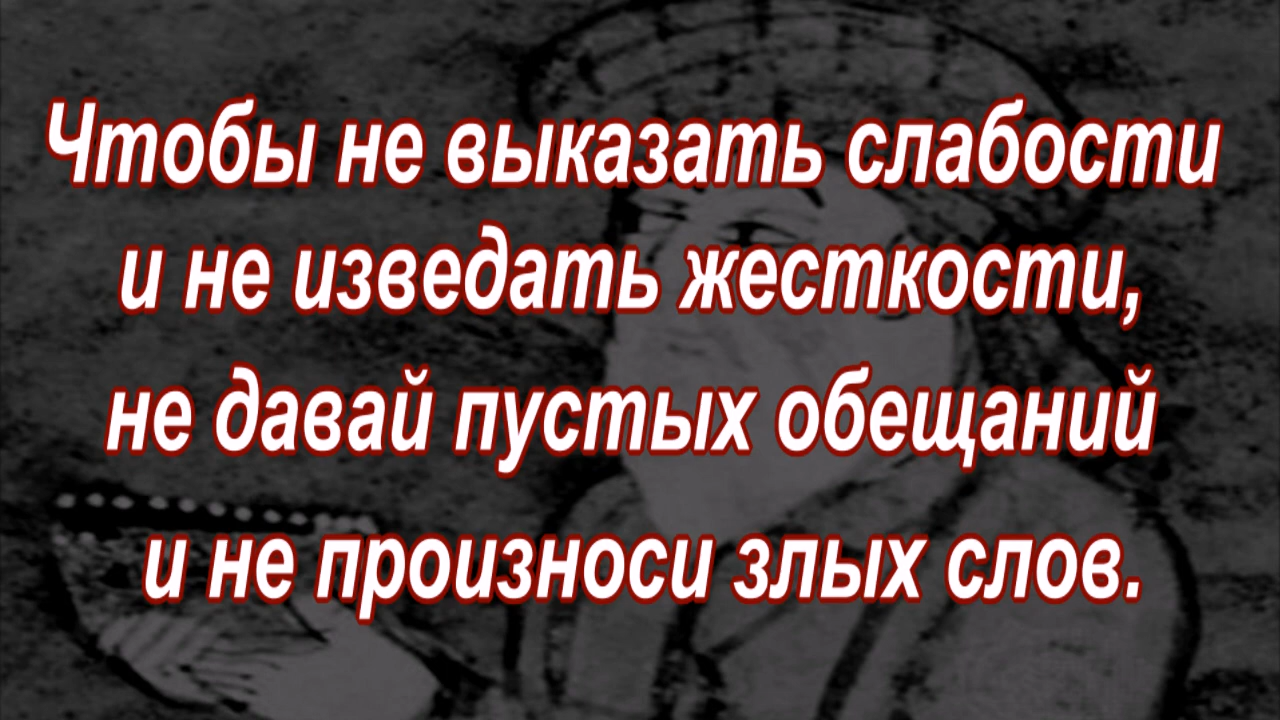 Чтобы не выказать слабости
и не изведать жесткости,
не давай пустых обещаний
и не произноси злых слов.